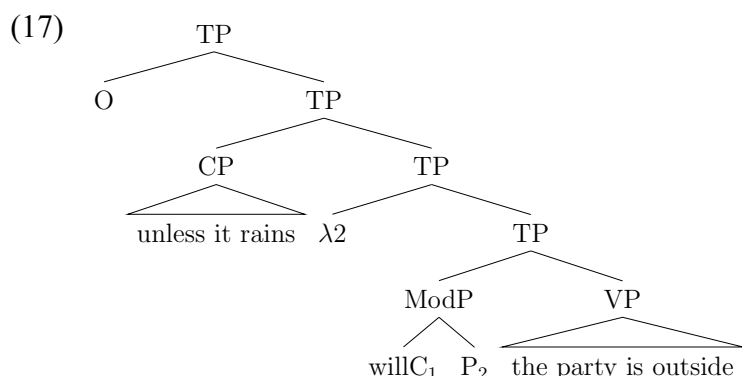 (17)
TP
O TP
CP TP
unless it rains λ2 TP
ModP VP
willC₁ P₂ the party is outside